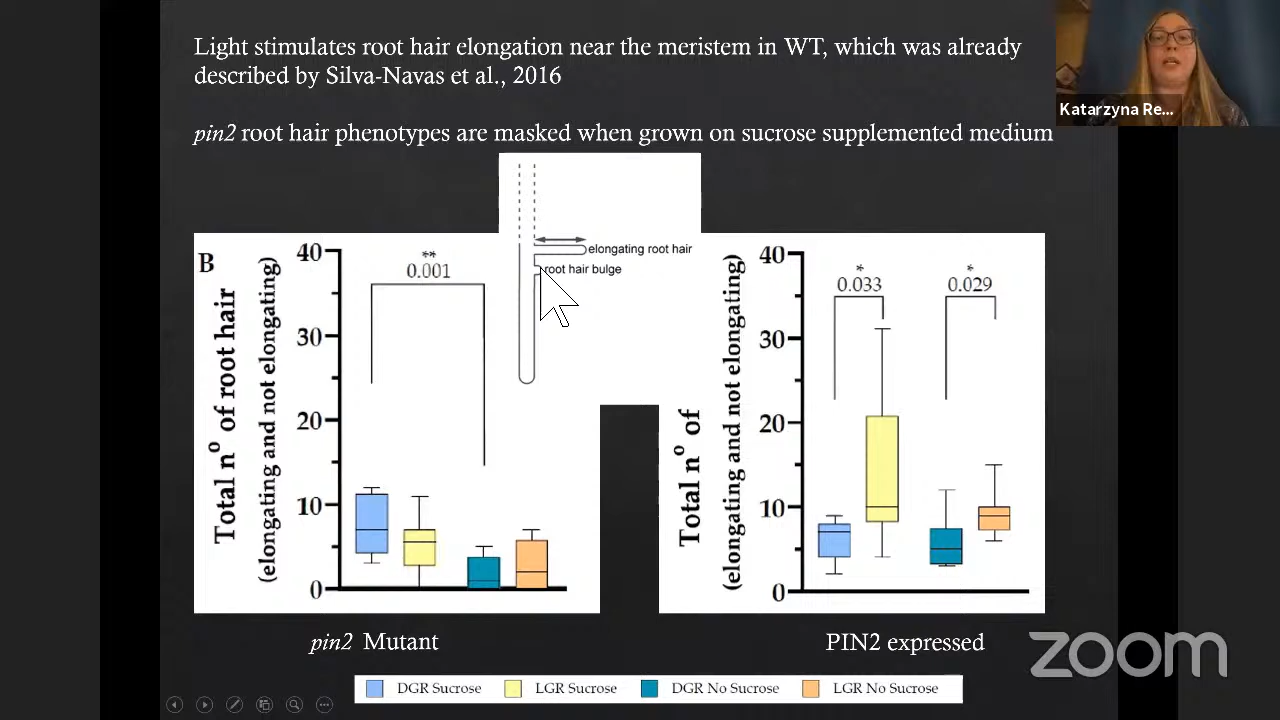 Light stimulates root hair elongation near the meristem in WT, which was already
described by Silva-Navas et al., 2016
Katarzyna Re...
pin2 root hair phenotypes are masked when grown on sucrose supplemented medium
elongating root hair
root hair bulge
B
Total nº of root hair
(elongating and not elongating)
40
30
20
10
0
**
0.001
Total nº of
(elongating and not elongating)
40
30
20
10
0
*
0.033
*
0.029
pin2 Mutant
PIN2 expressed
zoom
DGR Sucrose
LGR Sucrose
DGR No Sucrose
LGR No Sucrose